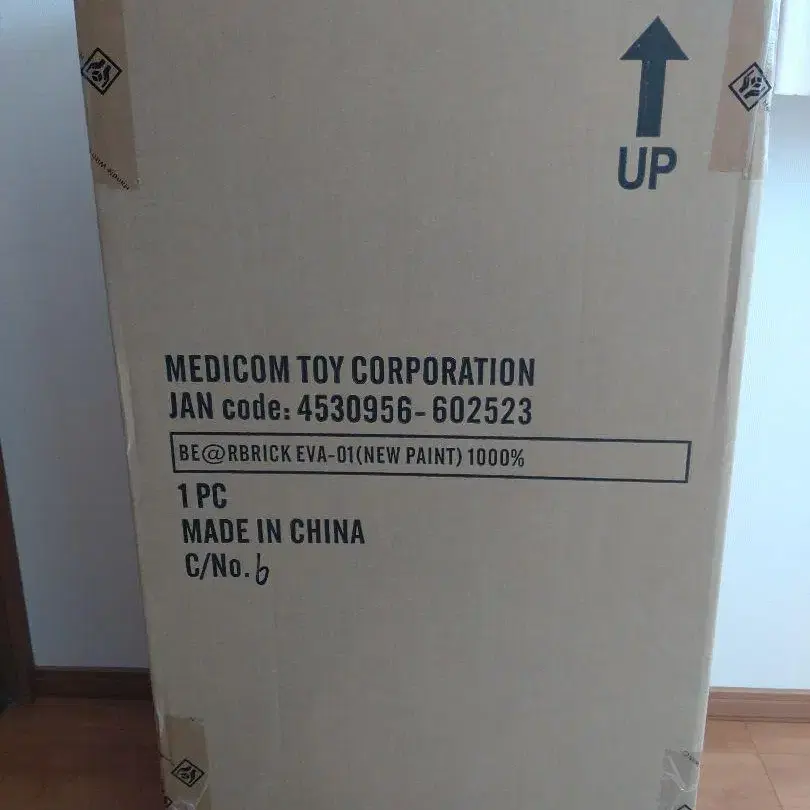 UP
MEDICOM TOY CORPORATION
JAN code: 4530956-602523
BE@RBRICK EVA-01(NEW PAINT) 1000%
1 PC
MADE IN CHINA
C/No. 6